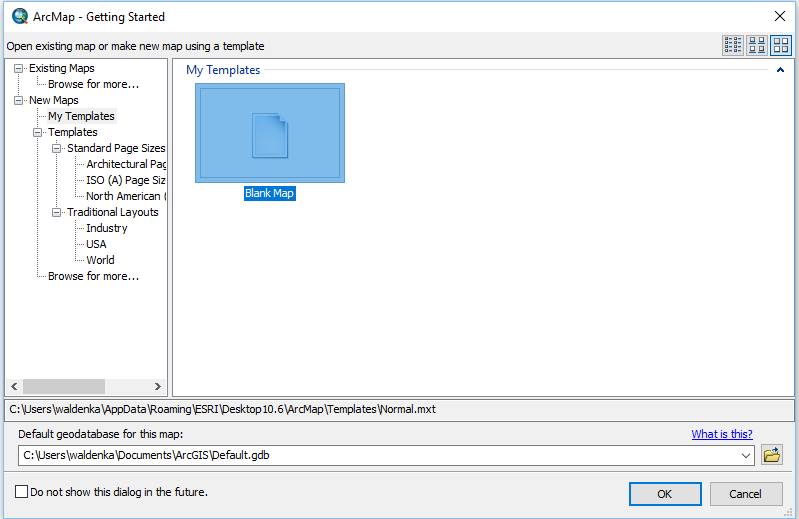 ArcMap - Getting Started
Open existing map or make new map using a template
Existing Maps
Browse for more...
New Maps
My Templates
Templates
Standard Page Sizes
Architectural Pag
ISO (A) Page Siz
North American (
Traditional Layouts
Industry
USA
World
Browse for more...
My Templates
Blank Map
C:\Users\waldenka\AppData\Roaming\ESRI\Desktop10.6\ArcMap\Templates\Normal.mxt
Default geodatabase for this map:
What is this?
C:\Users\waldenka\Documents\ArcGIS\Default.gdb
Do not show this dialog in the future.
OK
Cancel